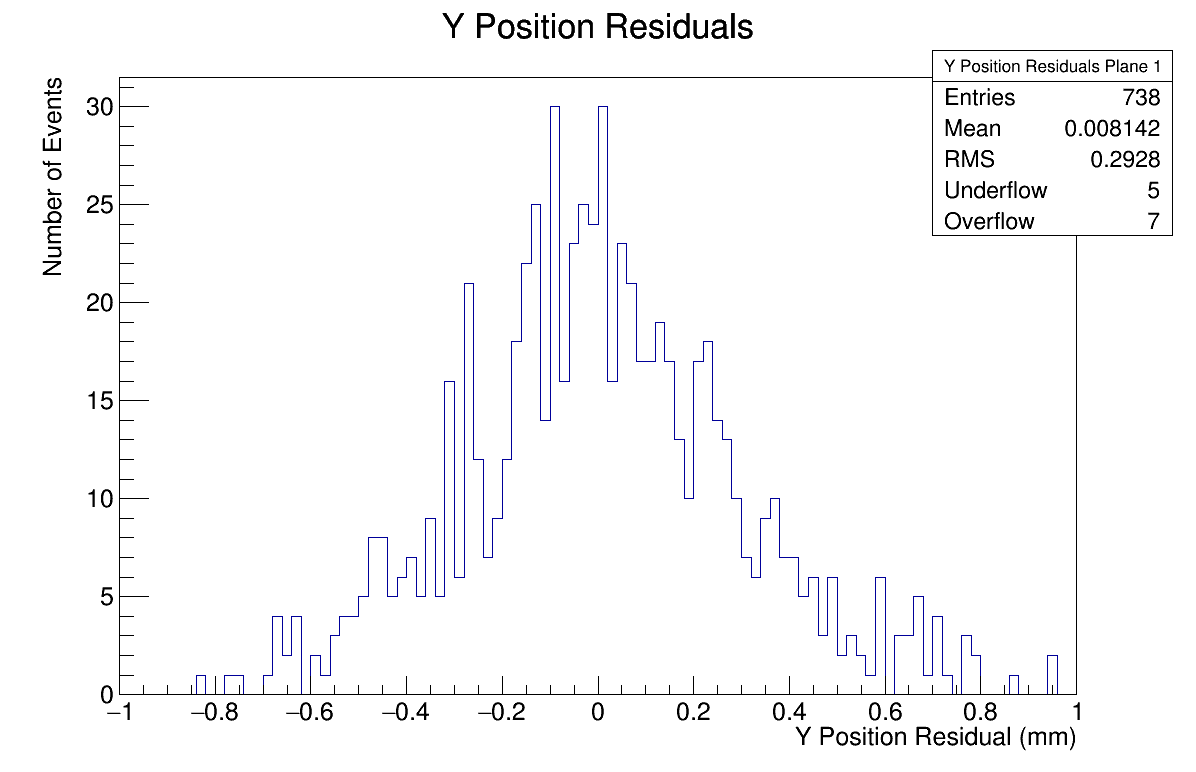 Y Position Residuals
Number of Events
Y Position Residuals Plane 1
Entries 738
Mean 0.008142
RMS 0.2928
Underflow 5
Overflow 7
30
25
20
15
10
5
0
−1 −0.8 −0.6 −0.4 −0.2 0 0.2 0.4 0.6 0.8 1
Y Position Residual (mm)